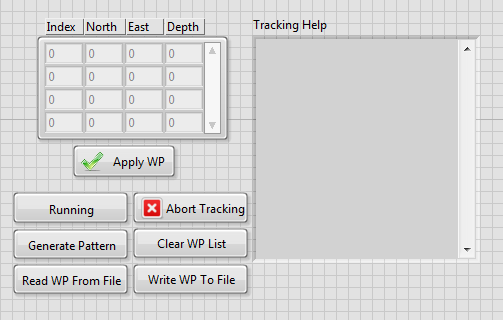 Index North East Depth Tracking Help
0 0 0 0
0 0 0 0
0 0 0 0
0 0 0 0
Apply WP
Running Abort Tracking
Generate Pattern Clear WP List
Read WP From File Write WP To File